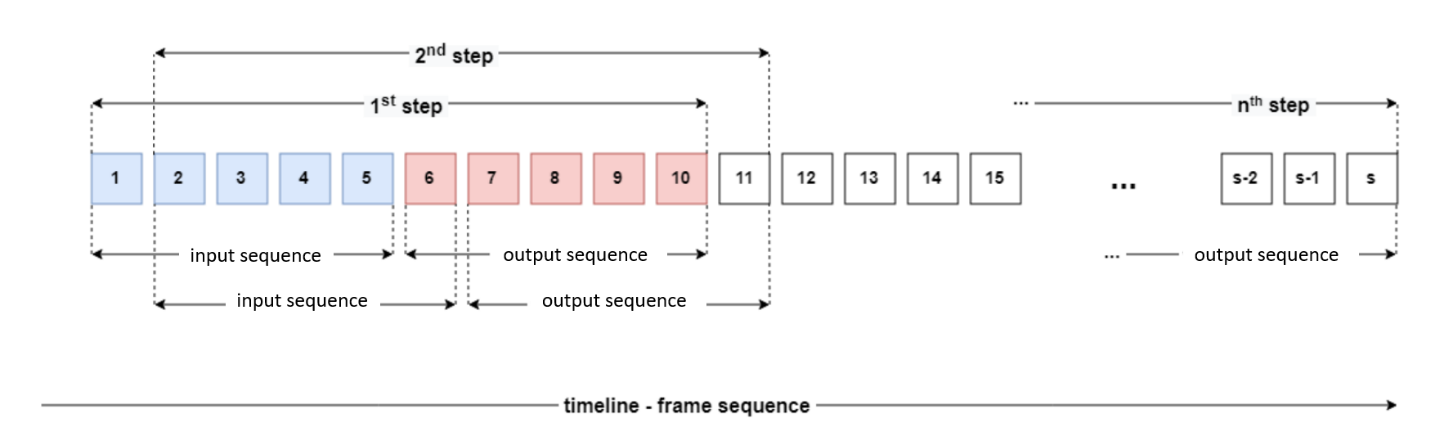 2nd step
1st step
... nth step
1 2 3 4 5 6 7 8 9 10 11 12 13 14 15 ... s-2 s-1 s
input sequence output sequence ... output sequence
input sequence output sequence
timeline - frame sequence